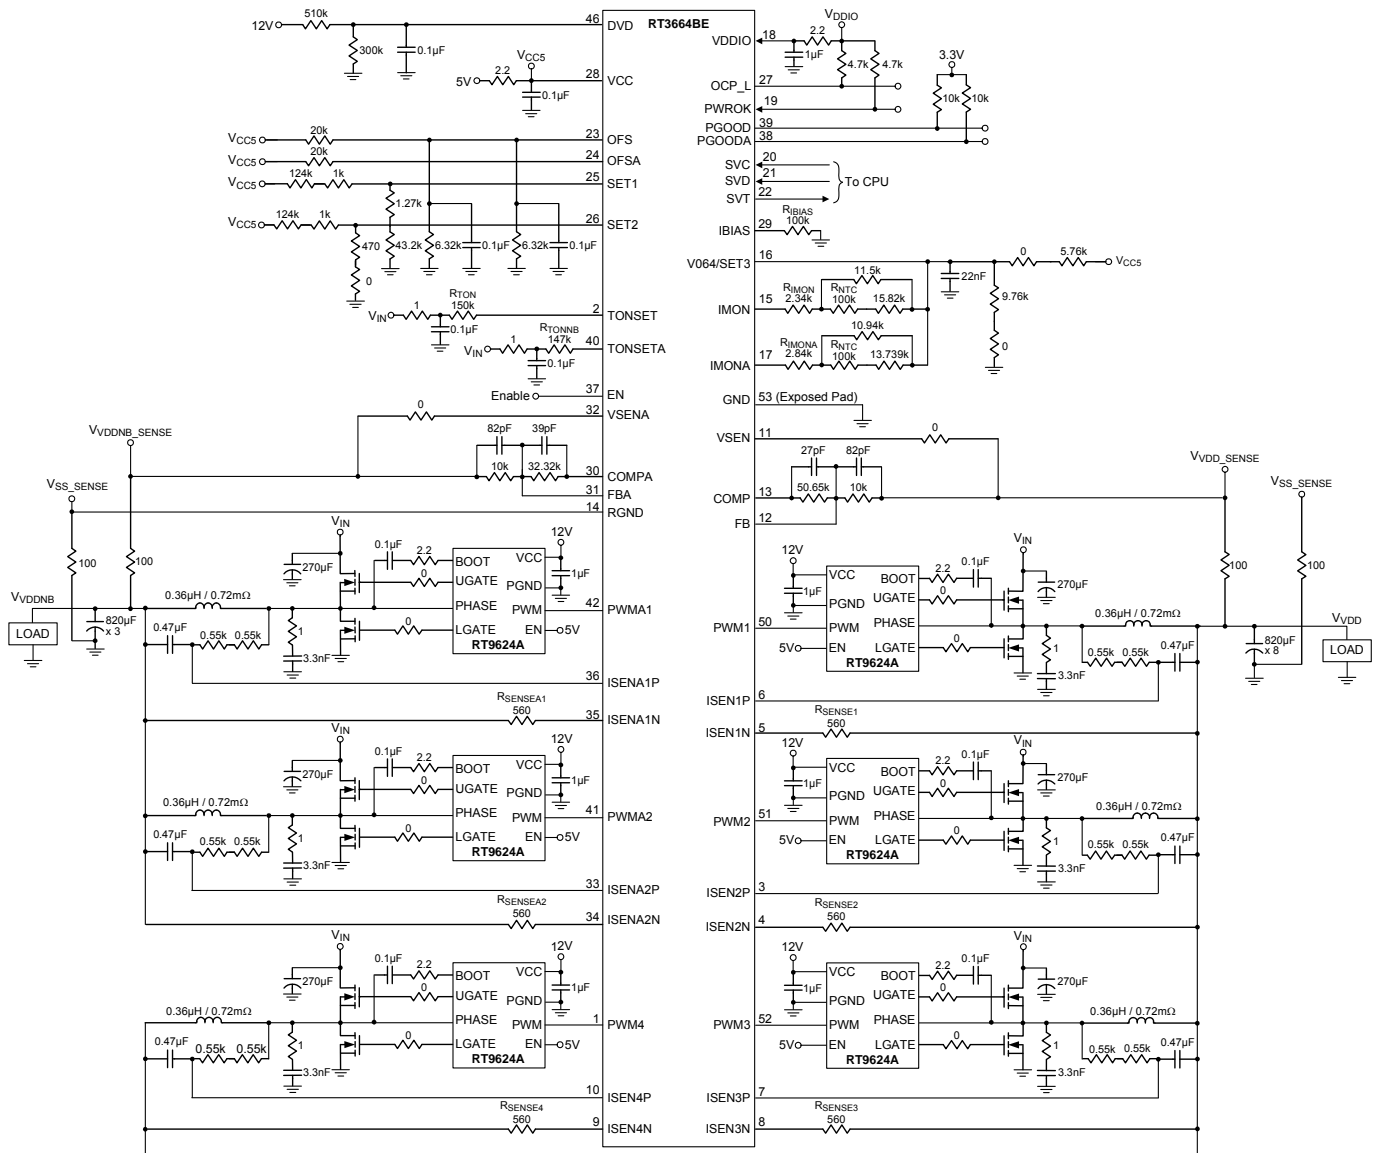 RT3664BE
12V
510k
300k
0.1µF
46
DVD
VCC5
5V
2.2
0.1µF
28
VCC
VCC5
20k
23
OFS
VCC5
20k
24
OFSA
VCC5
124k
1k
25
SET1
1.27k
VCC5
124k
1k
26
SET2
470
43.2k
6.32k
0.1µF
6.32k
0.1µF
0
VIN
1
RTON
150k
0.1µF
2
TONSET
VIN
1
RTONNB
147k
0.1µF
40
TONSETA
Enable
37
EN
0
32
VSENA
VVDDNB_SENSE
82pF
39pF
10k
32.32k
30
COMPA
31
FBA
VSS_SENSE
14
RGND
100
100
VVDDNB
LOAD
820µF
x 3
VIN
270µF
0.1µF
2.2
0
0
BOOT
UGATE
PHASE
LGATE
VCC
PGND
PWM
EN
RT9624A
12V
1µF
5V
42
PWMA1
0.36µH / 0.72mΩ
0.47µF
0.55k
0.55k
1
3.3nF
36
ISENA1P
RSENSEA1
560
35
ISENA1N
VIN
270µF
0.1µF
2.2
0
0
BOOT
UGATE
PHASE
LGATE
VCC
PGND
PWM
EN
RT9624A
12V
1µF
5V
41
PWMA2
0.36µH / 0.72mΩ
0.47µF
0.55k
0.55k
1
3.3nF
33
ISENA2P
RSENSEA2
560
34
ISENA2N
VIN
270µF
0.1µF
2.2
0
0
BOOT
UGATE
PHASE
LGATE
VCC
PGND
PWM
EN
RT9624A
12V
1µF
5V
1
PWM4
0.36µH / 0.72mΩ
0.47µF
0.55k
0.55k
1
3.3nF
10
ISEN4P
RSENSE4
560
9
ISEN4N
VDDIO
VDDIO
18
2.2
1µF
4.7k
4.7k
3.3V
10k
10k
OCP_L
27
PWROK
19
PGOOD
39
PGOODA
38
SVC
20
SVD
21
SVT
22
To CPU
IBIAS
29
RIBIAS
100k
V064/SET3
16
22nF
0
5.76k
VCC5
9.76k
0
11.5k
IMON
15
RIMON
2.34k
RNTC
100k
15.82k
10.94k
IMONA
17
RIMONA
2.84k
RNTC
100k
13.739k
GND
53 (Exposed Pad)
VSEN
11
0
27pF
82pF
COMP
13
50.65k
10k
FB
12
VVDD_SENSE
VSS_SENSE
100
100
VVDD
LOAD
820µF
x 8
12V
1µF
5V
VCC
PGND
PWM
EN
BOOT
UGATE
PHASE
LGATE
RT9624A
2.2
0.1µF
0
0
VIN
270µF
PWM1
50
0.36µH / 0.72mΩ
0.55k
0.55k
0.47µF
1
3.3nF
ISEN1P
6
ISEN1N
5
RSENSE1
560
12V
1µF
5V
VCC
PGND
PWM
EN
BOOT
UGATE
PHASE
LGATE
RT9624A
2.2
0.1µF
0
0
VIN
270µF
PWM2
51
0.36µH / 0.72mΩ
0.55k
0.55k
0.47µF
1
3.3nF
ISEN2P
3
ISEN2N
4
RSENSE2
560
12V
1µF
5V
VCC
PGND
PWM
EN
BOOT
UGATE
PHASE
LGATE
RT9624A
2.2
0.1µF
0
0
VIN
270µF
PWM3
52
0.36µH / 0.72mΩ
0.55k
0.55k
0.47µF
1
3.3nF
ISEN3P
7
ISEN3N
8
RSENSE3
560